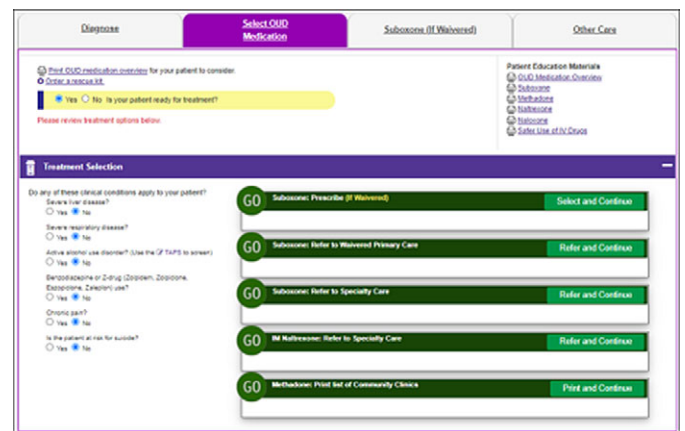 Diagnose
Select OUD
Medication
Suboxone (If Waivered)
Other Care
Print OUD medication overview for your patient to consider.
Order a rescue kit.
Yes No Is your patient ready for treatment?
Please review treatment options below.
Patient Education Materials
OUD Medication Overview
Suboxone
Methadone
Naltrexone
Naloxone
Safer Use of IV Drugs
Treatment Selection
Do any of these clinical conditions apply to your patient?
Severe liver disease?
Yes No
Severe respiratory disease?
Yes No
Active alcohol use disorder? (Use the TAPS to screen)
Yes No
Benzodiazepine or Z-drug (Zolpidem, Zopiclone,
Eszopiclone, Zaleplon) use?
Yes No
Chronic pain?
Yes No
Is the patient at risk for suicide?
Yes No
GO Suboxone: Prescribe (If Waivered) Select and Continue
GO Suboxone: Refer to Waivered Primary Care Refer and Continue
GO Suboxone: Refer to Specialty Care Refer and Continue
GO IM Naltrexone: Refer to Specialty Care Refer and Continue
GO Methadone: Print list of Community Clinics Print and Continue